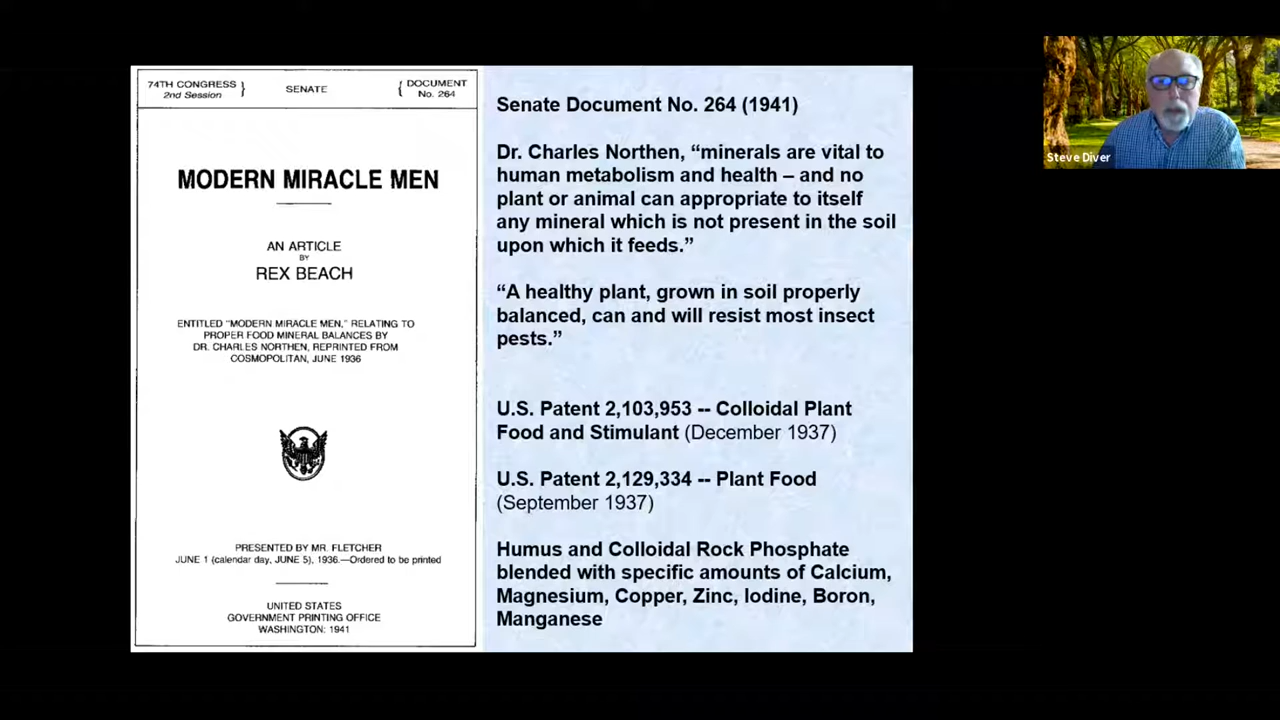 74TH CONGRESS
2nd Session
SENATE
DOCUMENT
No. 264
MODERN MIRACLE MEN
AN ARTICLE
BY
REX BEACH
ENTITLED "MODERN MIRACLE MEN," RELATING TO
PROPER FOOD MINERAL BALANCES BY
DR. CHARLES NORTHEN, REPRINTED FROM
COSMOPOLITAN, JUNE 1936
PRESENTED BY MR. FLETCHER
JUNE 1 (calendar day, JUNE 5), 1936.—Ordered to be printed
UNITED STATES
GOVERNMENT PRINTING OFFICE
WASHINGTON: 1941
Senate Document No. 264 (1941)
Dr. Charles Northen, “minerals are vital to
human metabolism and health – and no
plant or animal can appropriate to itself
any mineral which is not present in the soil
upon which it feeds.”
“A healthy plant, grown in soil properly
balanced, can and will resist most insect
pests.”
U.S. Patent 2,103,953 -- Colloidal Plant
Food and Stimulant (December 1937)
U.S. Patent 2,129,334 -- Plant Food
(September 1937)
Humus and Colloidal Rock Phosphate
blended with specific amounts of Calcium,
Magnesium, Copper, Zinc, Iodine, Boron,
Manganese
Steve Diver